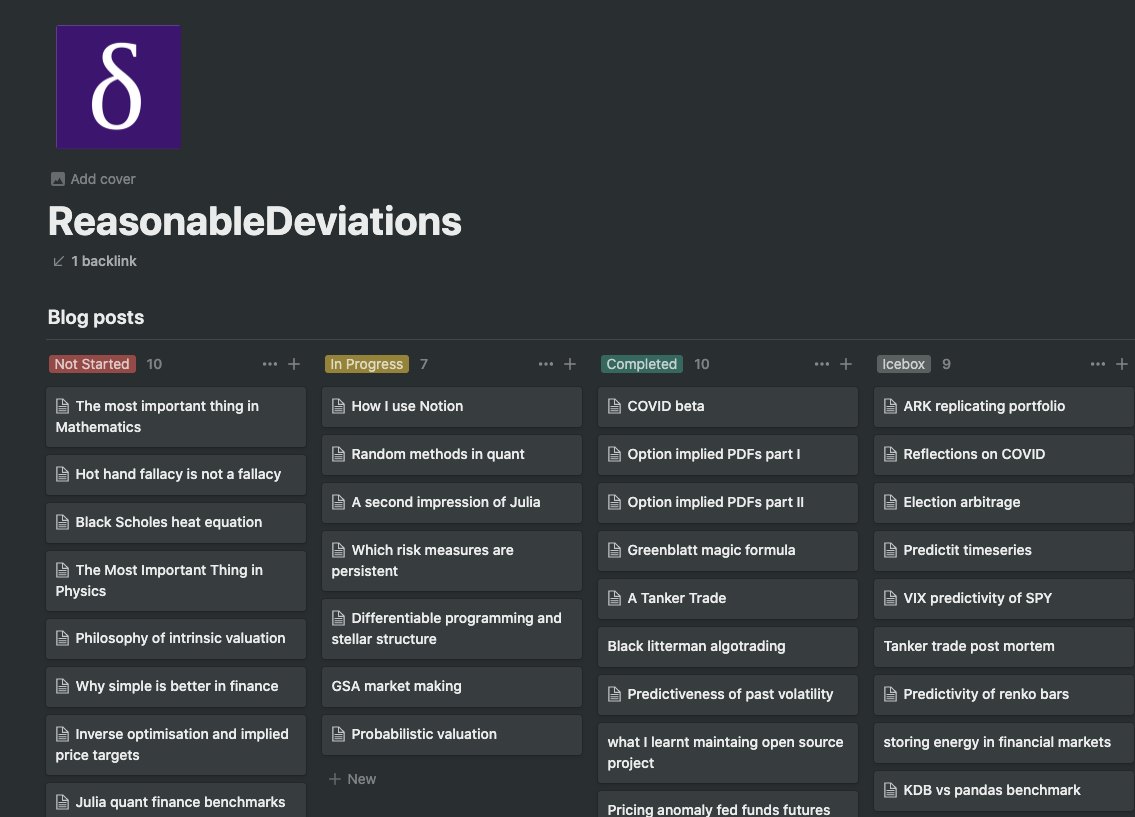 δ
Add cover
ReasonableDeviations
1 backlink
Blog posts
Not Started 10
The most important thing in
Mathematics
Hot hand fallacy is not a fallacy
Black Scholes heat equation
The Most Important Thing in
Physics
Philosophy of intrinsic valuation
Why simple is better in finance
Inverse optimisation and implied
price targets
Julia quant finance benchmarks
In Progress 7
How I use Notion
Random methods in quant
A second impression of Julia
Which risk measures are
persistent
Differentiable programming and
stellar structure
GSA market making
Probabilistic valuation
New
Completed 10
COVID beta
Option implied PDFs part I
Option implied PDFs part II
Greenblatt magic formula
A Tanker Trade
Black litterman algotrading
Predictiveness of past volatility
what I learnt maintaing open source
project
Pricing anomaly fed funds futures
Icebox 9
ARK replicating portfolio
Reflections on COVID
Election arbitrage
Predictit timeseries
VIX predictivity of SPY
Tanker trade post mortem
Predictivity of renko bars
storing energy in financial markets
KDB vs pandas benchmark